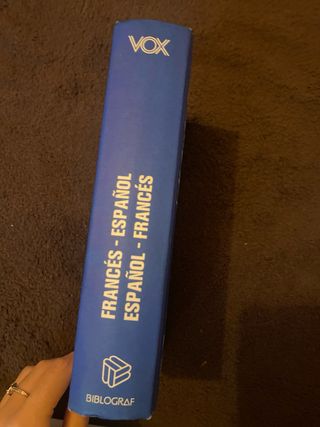 VOX
FRANCÉS - ESPAÑOL
ESPAÑOL - FRANCÉS
BIBLOGRAF